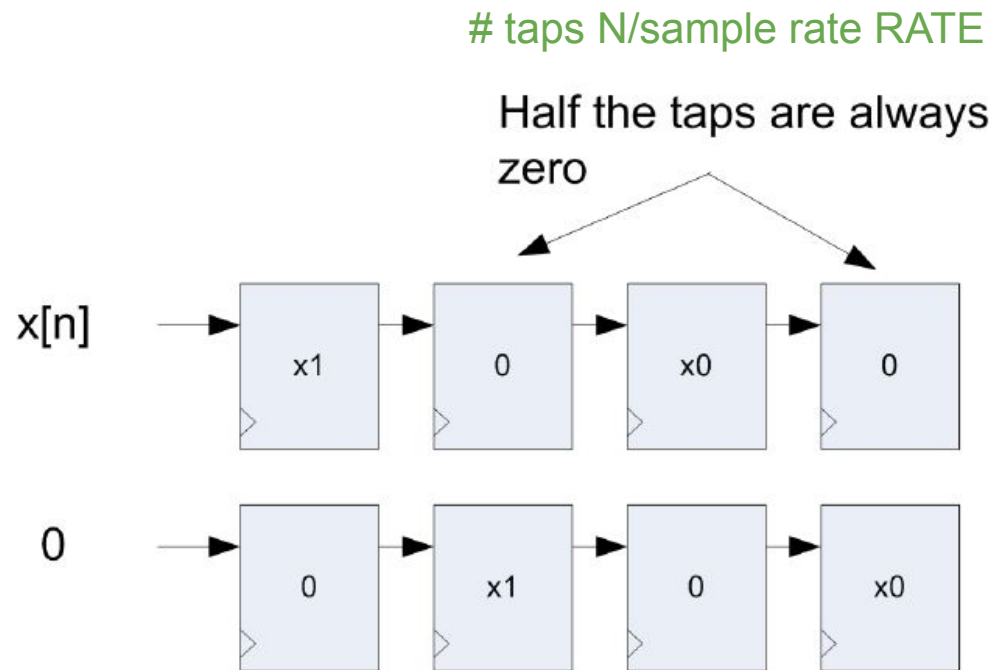 # taps N/sample rate RATE
Half the taps are always
zero
x[n]
x1
0
x0
0
0
0
x1
0
x0